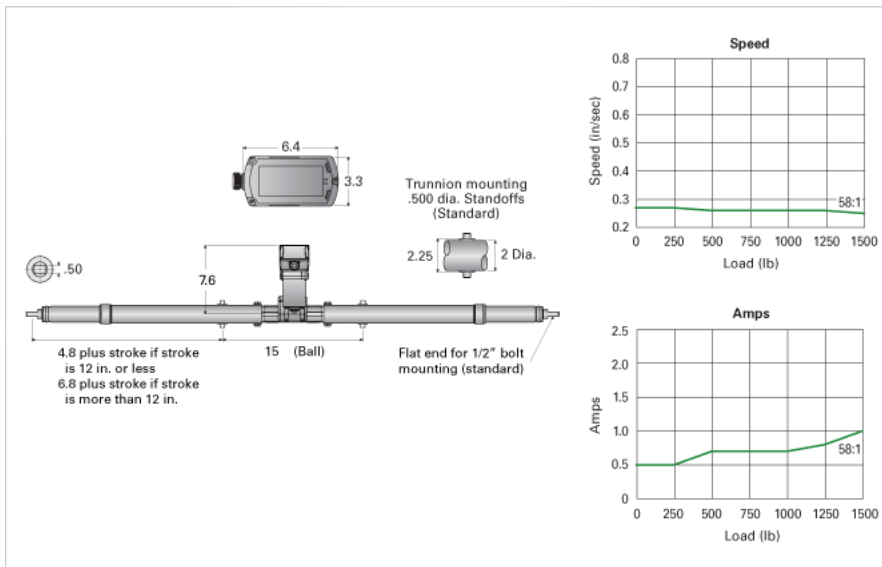 6.4
3.3
Trunnion mounting
.500 dia. Standoffs
(Standard)
2.25
2 Dia.
.50
7.6
4.8 plus stroke if stroke
is 12 in. or less
6.8 plus stroke if stroke
is more than 12 in.
15 (Ball)
Flat end for 1/2" bolt
mounting (standard)
Speed
Speed (in/sec)
0.8
0.7
0.6
0.5
0.4
0.3
0.2
58:1
0 250 500 750 1000 1250 1500
Load (lb)
Amps
Amps
2.5
2.0
1.5
1.0
0.5
0
58:1
0 250 500 750 1000 1250 1500
Load (lb)